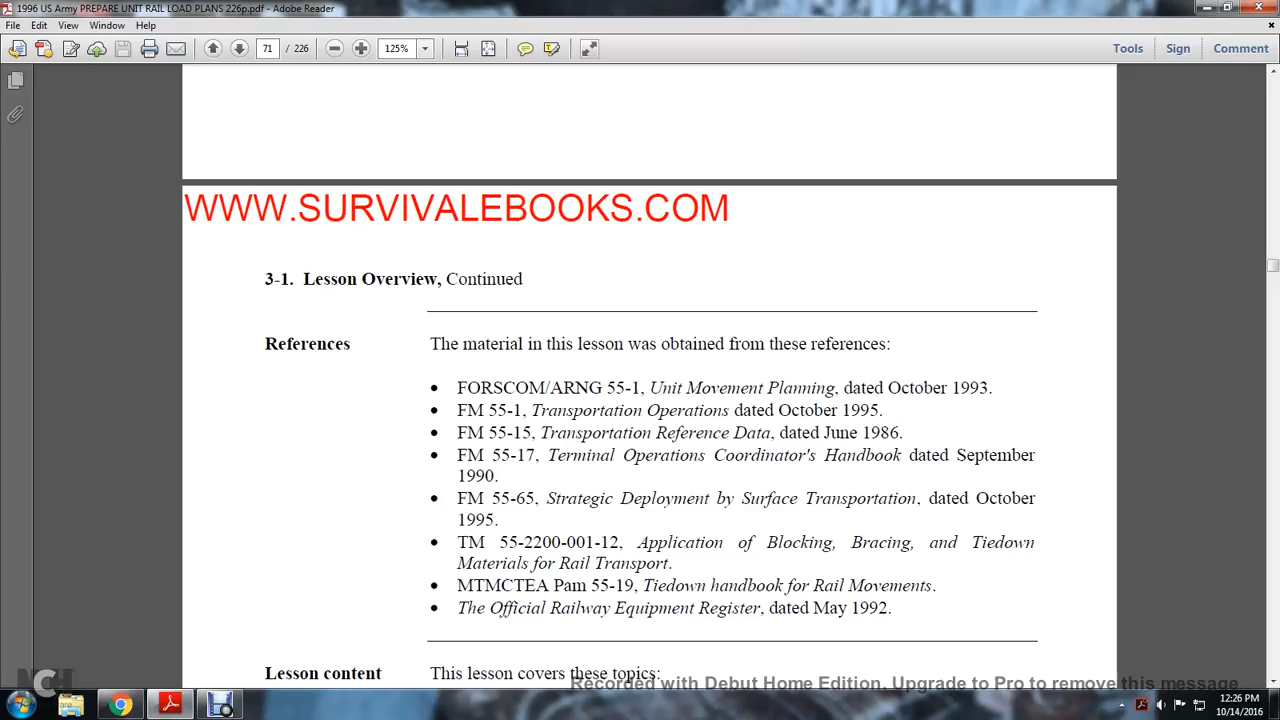 1996 US Army PREPARE UNIT RAIL LOAD PLANS 226p.pdf - Adobe Reader
File Edit View Window Help
71 / 226 125% Tools Sign Comment
WWW.SURVIVALEBOOKS.COM
3-1. Lesson Overview, Continued
References The material in this lesson was obtained from these references:
• FORSCOM/ARNG 55-1, Unit Movement Planning, dated October 1993.
• FM 55-1, Transportation Operations dated October 1995.
• FM 55-15, Transportation Reference Data, dated June 1986.
• FM 55-17, Terminal Operations Coordinator's Handbook dated September
1990.
• FM 55-65, Strategic Deployment by Surface Transportation, dated October
1995.
• TM 55-2200-001-12, Application of Blocking, Bracing, and Tiedown
Materials for Rail Transport.
• MTMCTEA Pam 55-19, Tiedown handbook for Rail Movements.
• The Official Railway Equipment Register, dated May 1992.
Lesson content This lesson covers these topics:
Recorded with Debut Home Edition. Upgrade to Pro to remove this message
12:26 PM
10/14/2016